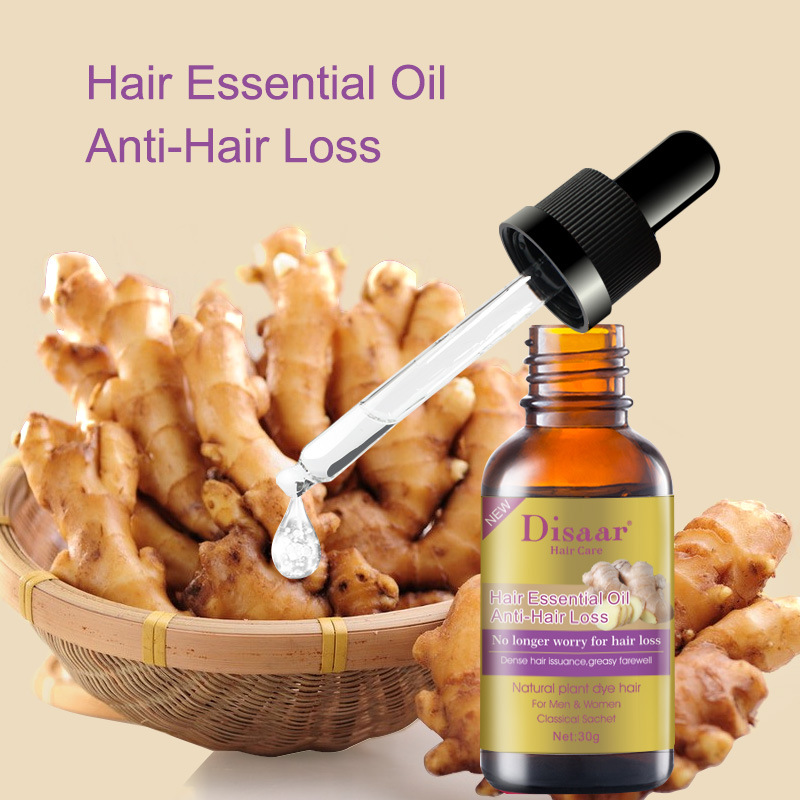 Hair Essential Oil
Anti-Hair Loss
NEW
Disaar®
Hair Care
Hair Essential Oil
Anti-Hair Loss
No longer worry for hair loss
Dense hair issuance,greasy farewell
Natural plant dye hair
For Men & Women
Classical Sachet
Net:30g